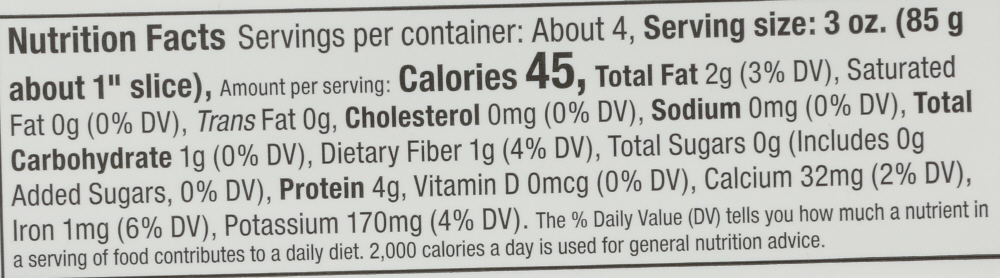 Nutrition Facts Servings per container: About 4, Serving size: 3 oz. (85 g
about 1" slice), Amount per serving: Calories 45, Total Fat 2g (3% DV), Saturated
Fat 0g (0% DV), Trans Fat 0g, Cholesterol 0mg (0% DV), Sodium 0mg (0% DV), Total
Carbohydrate 1g (0% DV), Dietary Fiber 1g (4% DV), Total Sugars 0g (Includes 0g
Added Sugars, 0% DV), Protein 4g, Vitamin D 0mcg (0% DV), Calcium 32mg (2% DV),
Iron 1mg (6% DV), Potassium 170mg (4% DV). The % Daily Value (DV) tells you how much a nutrient in
a serving of food contributes to a daily diet. 2,000 calories a day is used for general nutrition advice.